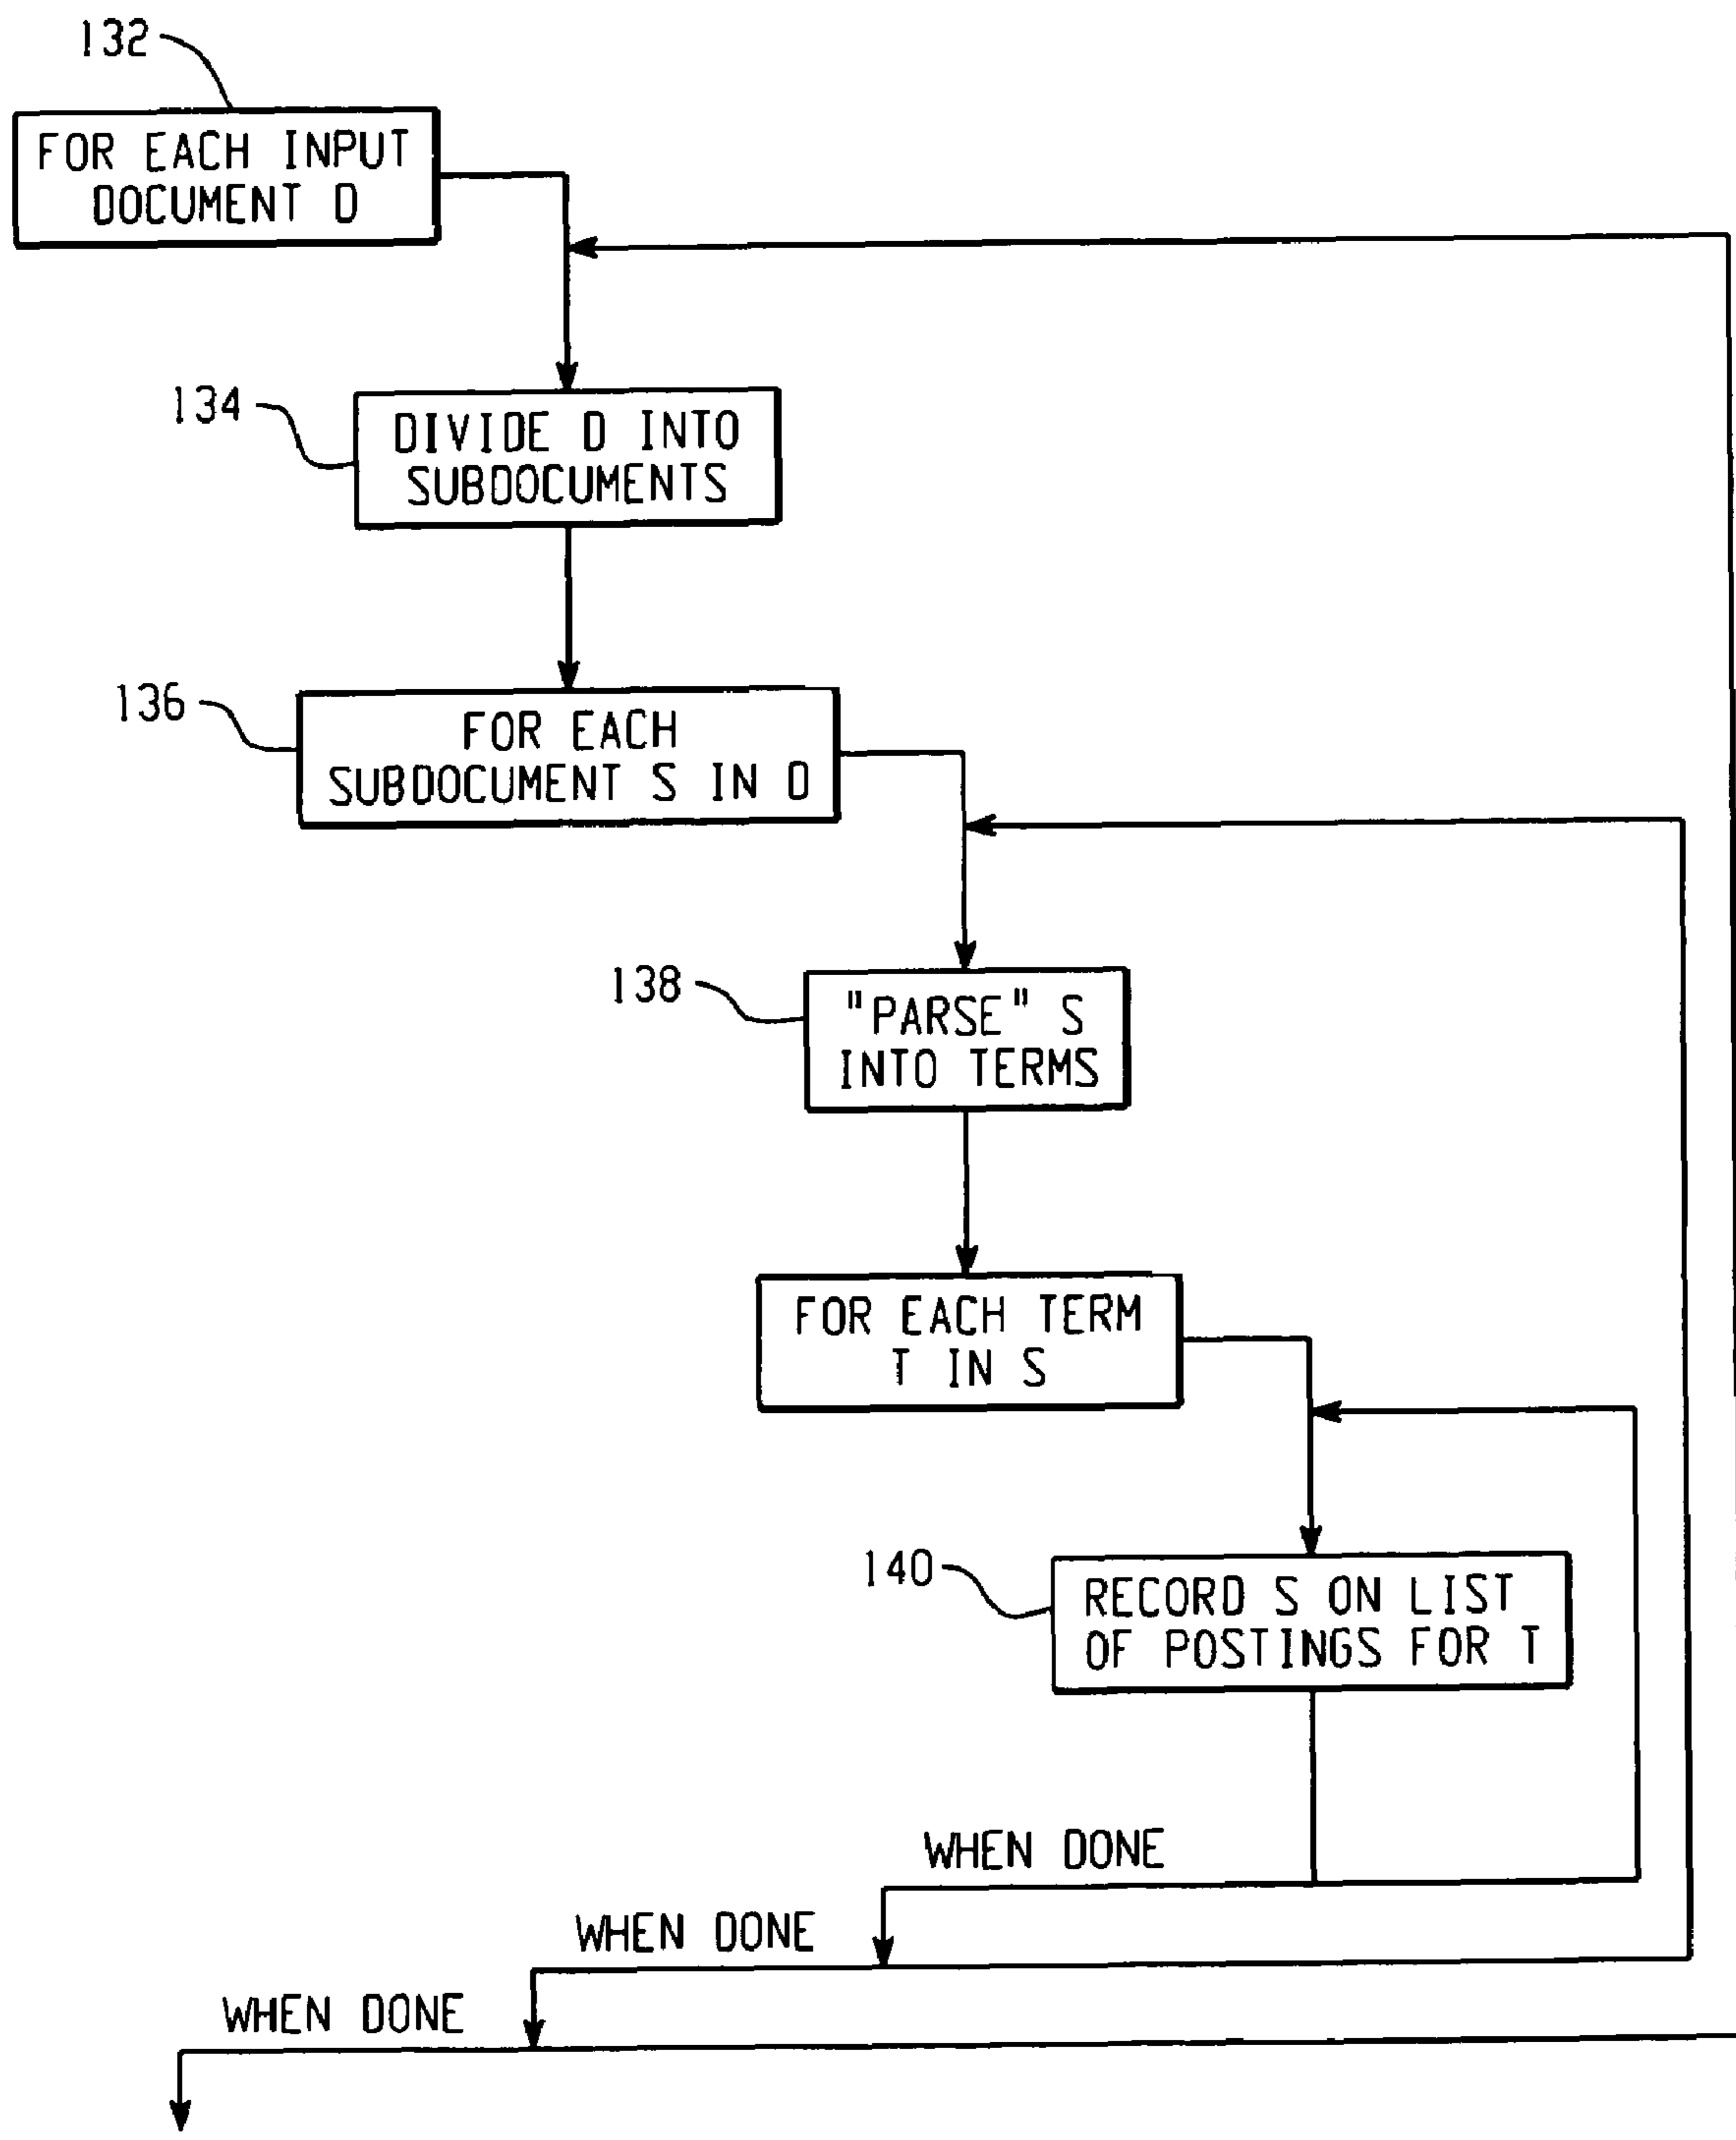 132
FOR EACH INPUT
DOCUMENT D
134
DIVIDE D INTO
SUBDOCUMENTS
136
FOR EACH
SUBDOCUMENT S IN D
138
"PARSE" S
INTO TERMS
FOR EACH TERM
T IN S
140
RECORD S ON LIST
OF POSTINGS FOR T
WHEN DONE
WHEN DONE
WHEN DONE